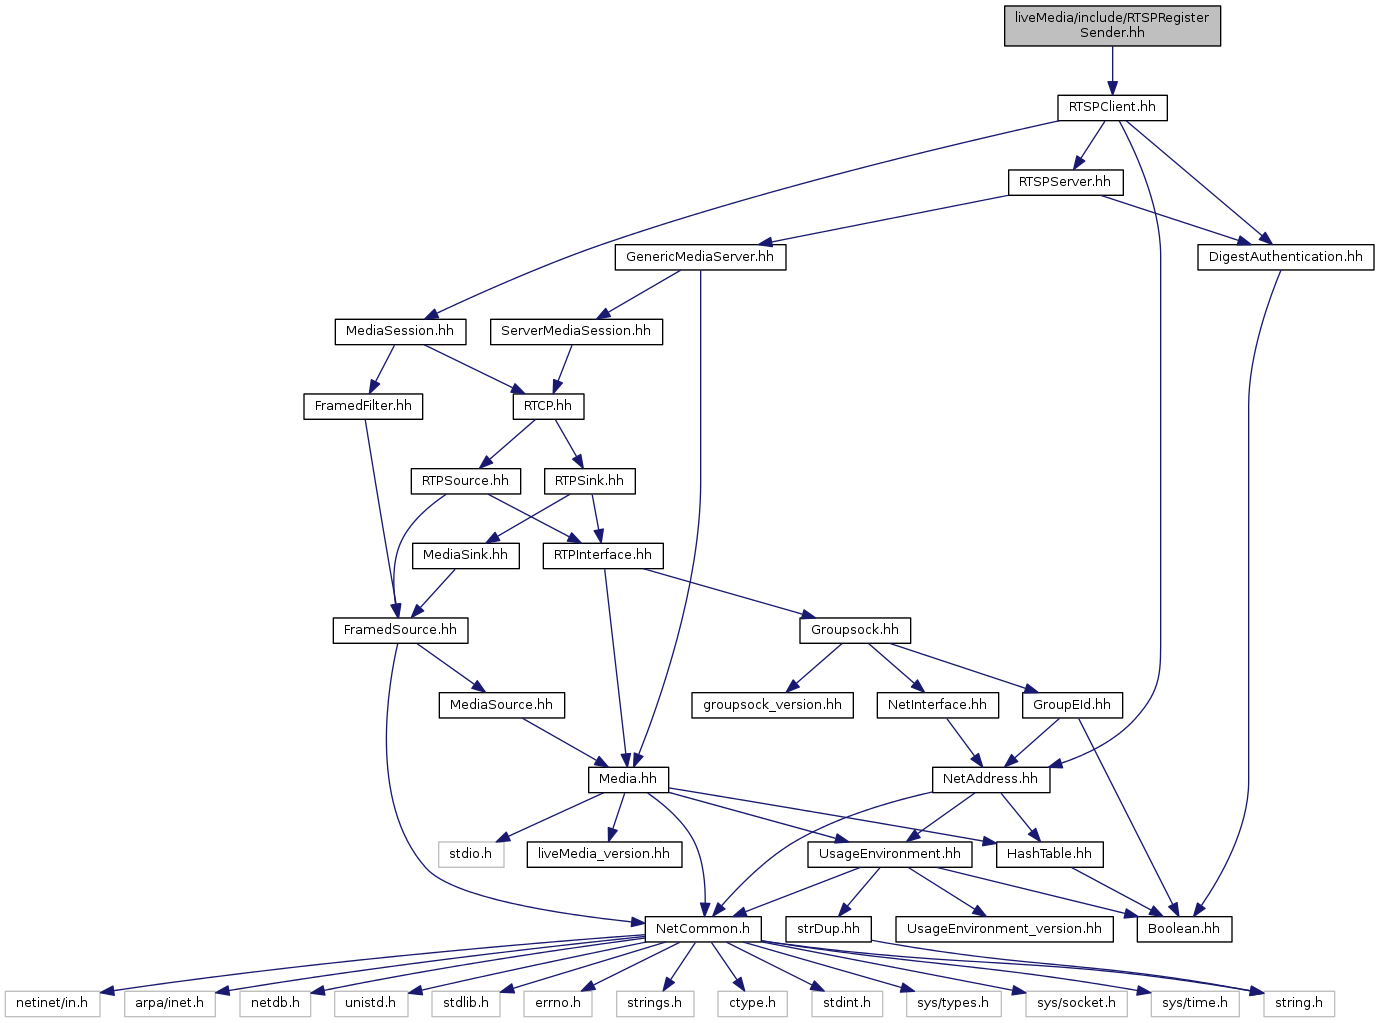 liveMedia/include/RTSPRegister
Sender.hh
RTSPClient.hh
RTSPServer.hh
GenericMediaServer.hh
DigestAuthentication.hh
MediaSession.hh
ServerMediaSession.hh
FramedFilter.hh
RTCP.hh
RTPSource.hh
RTPSink.hh
MediaSink.hh
RTPInterface.hh
FramedSource.hh
Groupsock.hh
MediaSource.hh
groupsock_version.hh
NetInterface.hh
GroupEId.hh
Media.hh
NetAddress.hh
stdio.h
liveMedia_version.hh
UsageEnvironment.hh
HashTable.hh
NetCommon.h
strDup.hh
UsageEnvironment_version.hh
Boolean.hh
netinet/in.h
arpa/inet.h
netdb.h
unistd.h
stdlib.h
errno.h
strings.h
ctype.h
stdint.h
sys/types.h
sys/socket.h
sys/time.h
string.h